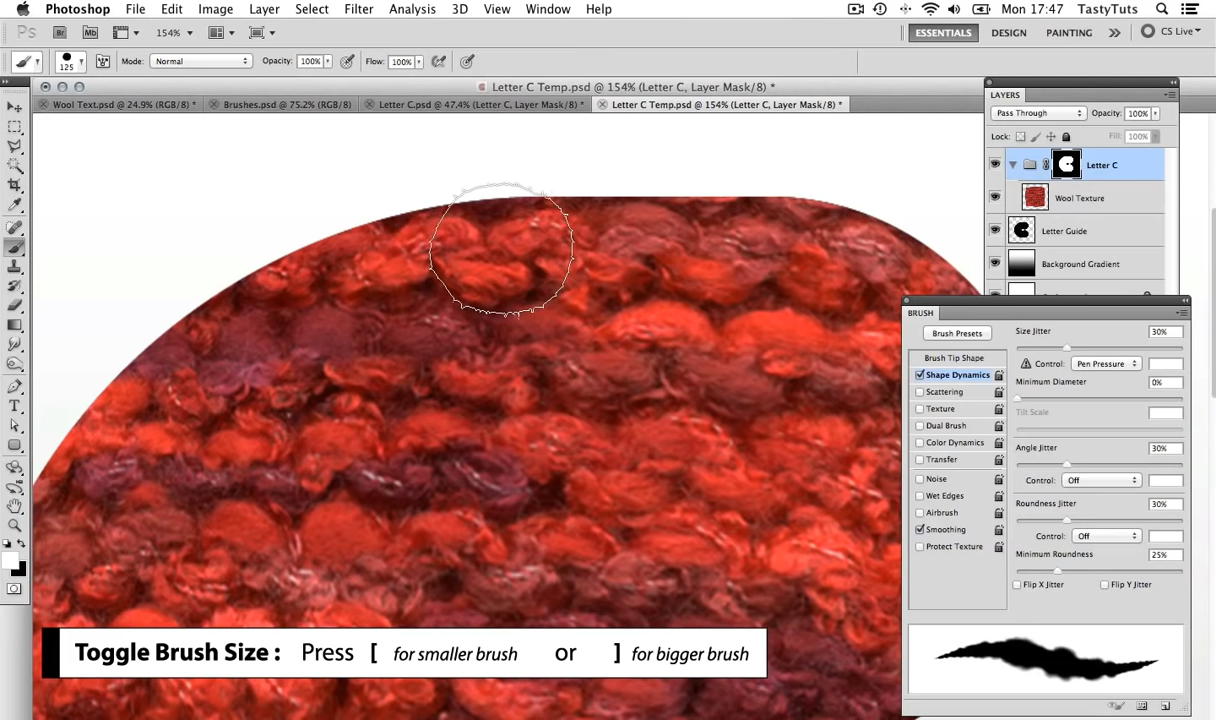 Photoshop File Edit Image Layer Select Filter Analysis 3D View Window Help Mon 17:47 TastyTuts
Ps Br Mb 154% ESSENTIALS DESIGN PAINTING CS Live
125 Mode: Normal Opacity: 100% Flow: 100%
Letter C Temp.psd @ 154% (Letter C, Layer Mask/8) *
Wool Text.psd @ 24.9% (RGB/8) * Brushes.psd @ 75.2% (RGB/8) Letter C.psd @ 47.4% (Letter C, Layer Mask/8) * Letter C Temp.psd @ 154% (Letter C, Layer Mask/8) *
LAYERS
Pass Through Opacity: 100%
Lock: Fill: 100%
Letter C
Wool Texture
Letter Guide
Background Gradient
BRUSH
Brush Presets
Brush Tip Shape
Shape Dynamics
Scattering
Texture
Dual Brush
Color Dynamics
Transfer
Noise
Wet Edges
Airbrush
Smoothing
Protect Texture
Size Jitter 30%
Control: Pen Pressure
Minimum Diameter 0%
Tilt Scale
Angle Jitter 30%
Control: Off
Roundness Jitter 30%
Control: Off
Minimum Roundness 25%
Flip X Jitter Flip Y Jitter
Toggle Brush Size : Press [ for smaller brush or ] for bigger brush